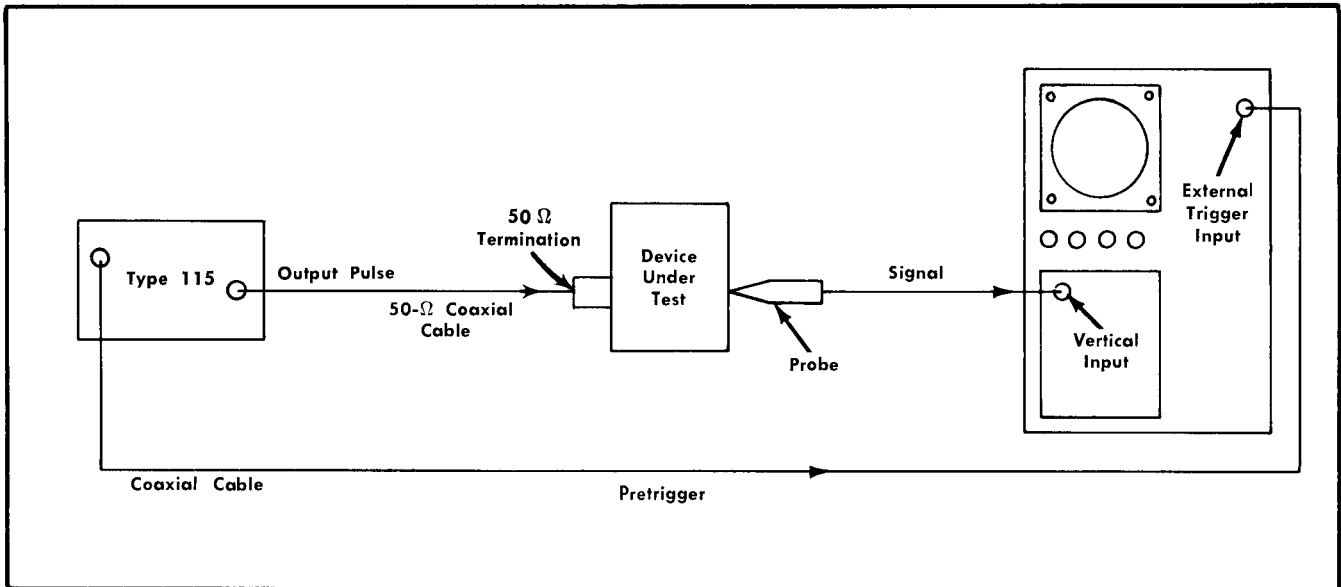 Type 115
Output Pulse
50-Ω Coaxial
Cable
50 Ω
Termination
Device
Under
Test
Probe
Signal
External
Trigger
Input
Vertical
Input
Coaxial Cable
Pretrigger